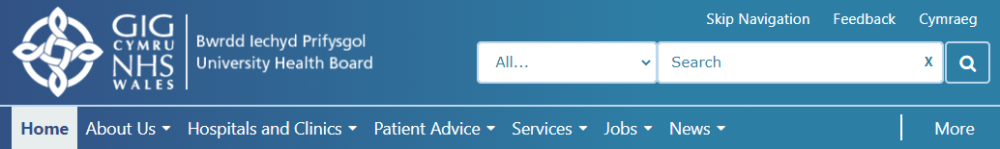 Skip Navigation Feedback Cymraeg
GIG
CYMRU
NHS
WALES
Bwrdd Iechyd Prifysgol
University Health Board
All... Search x
Home About Us Hospitals and Clinics Patient Advice Services Jobs News More